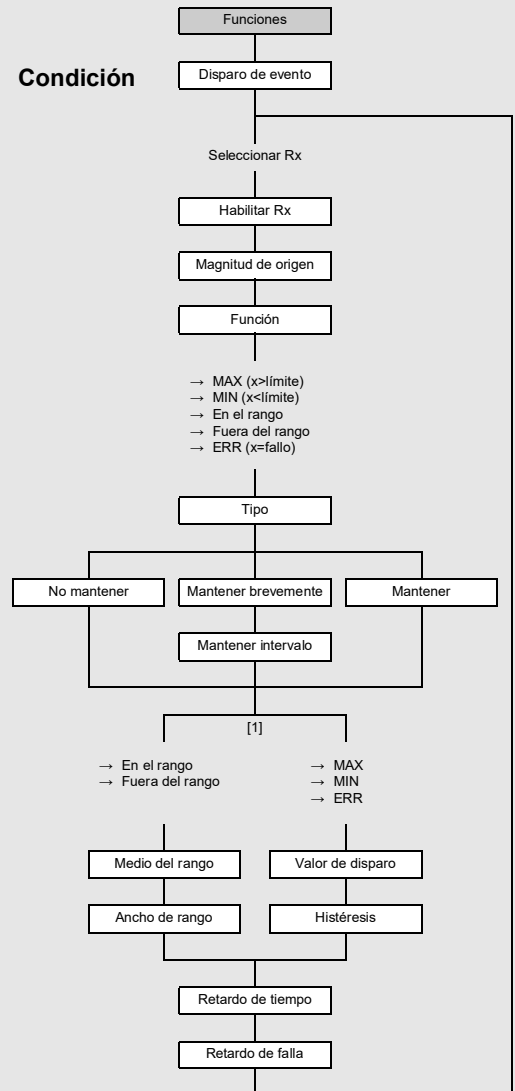 Funciones
Condición
Disparo de evento
Seleccionar Rx
Habilitar Rx
Magnitud de origen
Función
→ MAX (x>límite)
→ MIN (x<límite)
→ En el rango
→ Fuera del rango
→ ERR (x=fallo)
Tipo
No mantener
Mantener brevemente
Mantener
Mantener intervalo
[1]
→ En el rango
→ Fuera del rango
→ MAX
→ MIN
→ ERR
Medio del rango
Valor de disparo
Ancho de rango
Histéresis
Retardo de tiempo
Retardo de falla